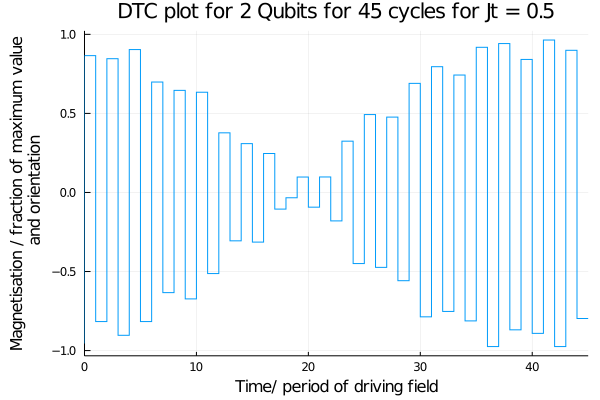 DTC plot for 2 Qubits for 45 cycles for Jt = 0.5
Magnetisation / fraction of maximum value
and orientation
1.0
0.5
0.0
−0.5
−1.0
0 10 20 30 40
Time/ period of driving field